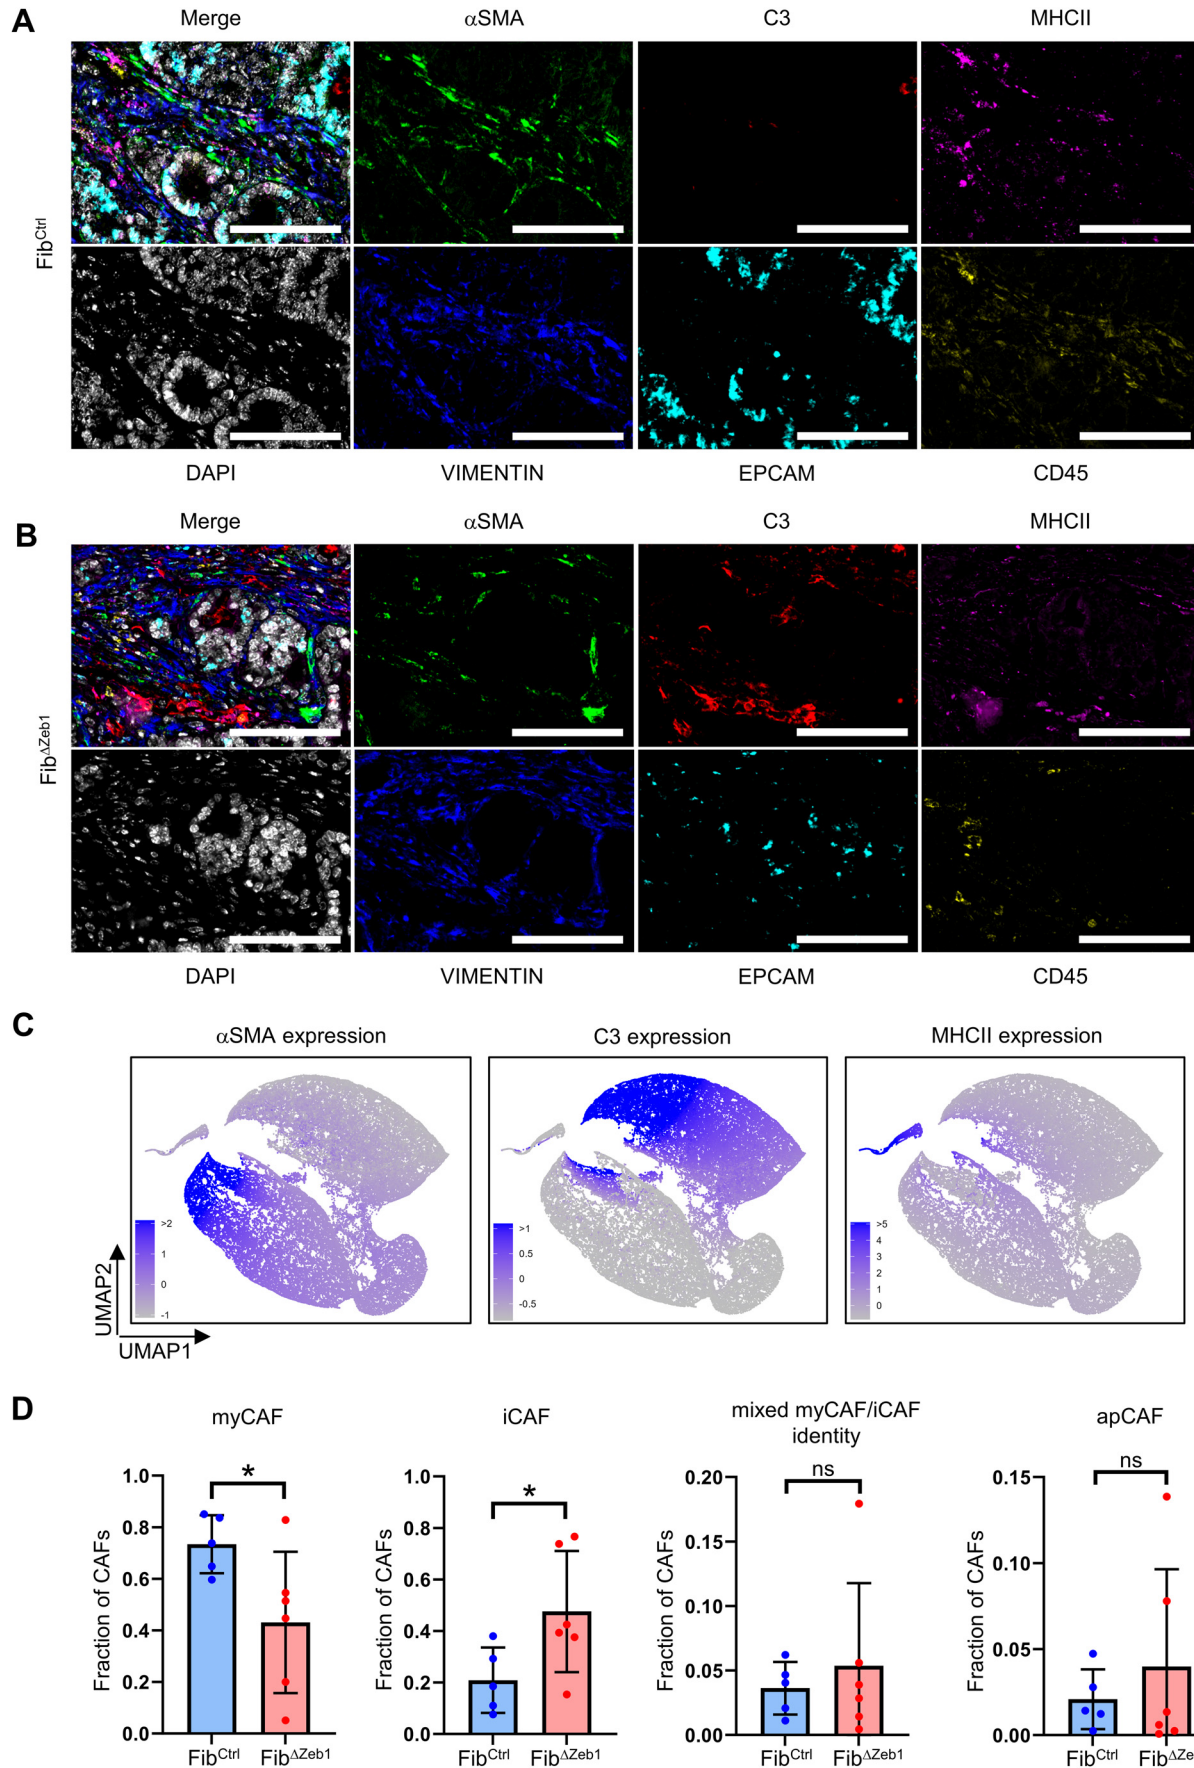 A
Merge αSMA C3 MHCII
Fib^Ctrl
DAPI VIMENTIN EPCAM CD45
B
Merge αSMA C3 MHCII
Fib^ΔZeb1
DAPI VIMENTIN EPCAM CD45
C
αSMA expression C3 expression MHCII expression
>2
1
0
-1
>1
0.5
0
-0.5
>5
4
3
2
1
0
UMAP2
UMAP1
D
myCAF
*
Fraction of CAFs
1.0
0.8
0.6
0.4
0.2
0.0
Fib^Ctrl Fib^ΔZeb1
iCAF
*
Fraction of CAFs
1.0
0.8
0.6
0.4
0.2
0.0
Fib^Ctrl Fib^ΔZeb1
mixed myCAF/iCAF
identity
ns
Fraction of CAFs
0.20
0.15
0.10
0.05
0.00
Fib^Ctrl Fib^ΔZeb1
apCAF
ns
Fraction of CAFs
0.15
0.10
0.05
0.00
Fib^Ctrl Fib^ΔZe